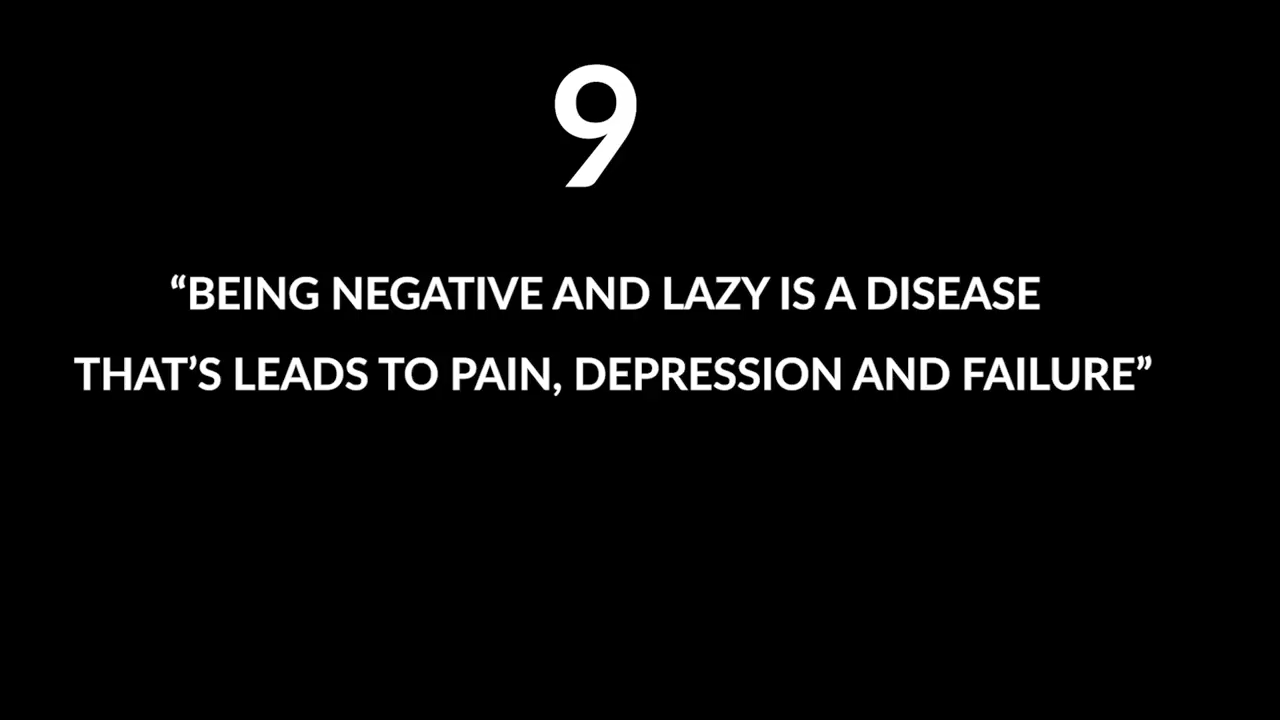 9
“BEING NEGATIVE AND LAZY IS A DISEASE
THAT’S LEADS TO PAIN, DEPRESSION AND FAILURE”